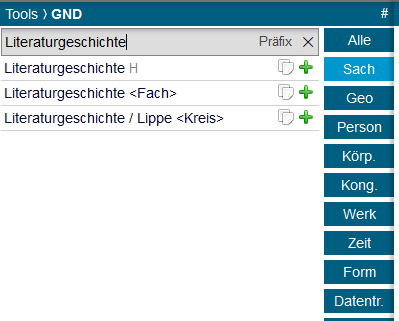 Tools › GND #
Literaturgeschichte Präfix ×
Alle
Literaturgeschichte H
Sach
Literaturgeschichte <Fach>
Geo
Literaturgeschichte / Lippe <Kreis>
Person
Körp.
Kong.
Werk
Zeit
Form
Datentr.